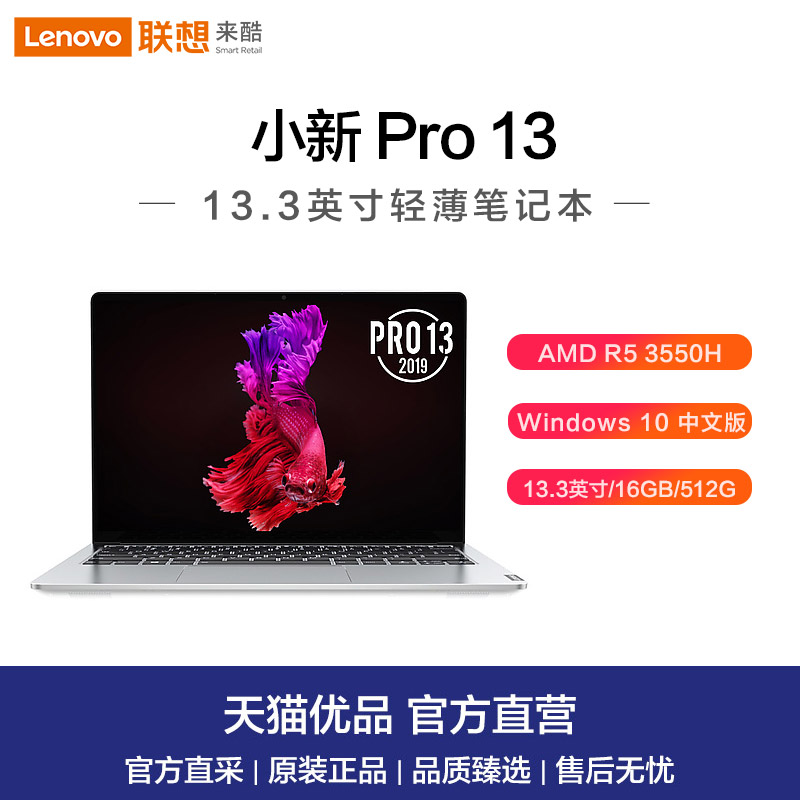 Lenovo 联想 来酷
Smart Retail
小新 Pro 13
13.3英寸轻薄笔记本
PRO 13
2019
AMD R5 3550H
Windows 10 中文版
13.3英寸/16GB/512G
天猫优品 官方直营
官方直采 | 原装正品 | 品质臻选 | 售后无忧